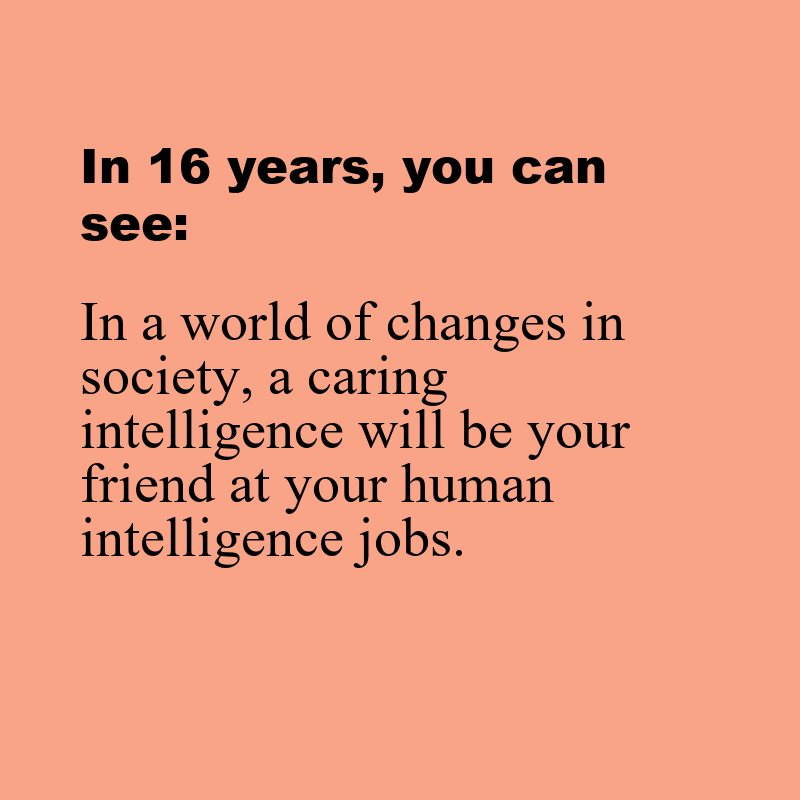 In 16 years, you can
see:
In a world of changes in
society, a caring
intelligence will be your
friend at your human
intelligence jobs.